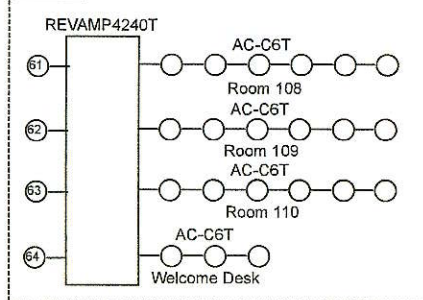 REVAMP4240T
AC-C6T
61
Room 108
AC-C6T
62
Room 109
AC-C6T
63
Room 110
AC-C6T
64
Welcome Desk